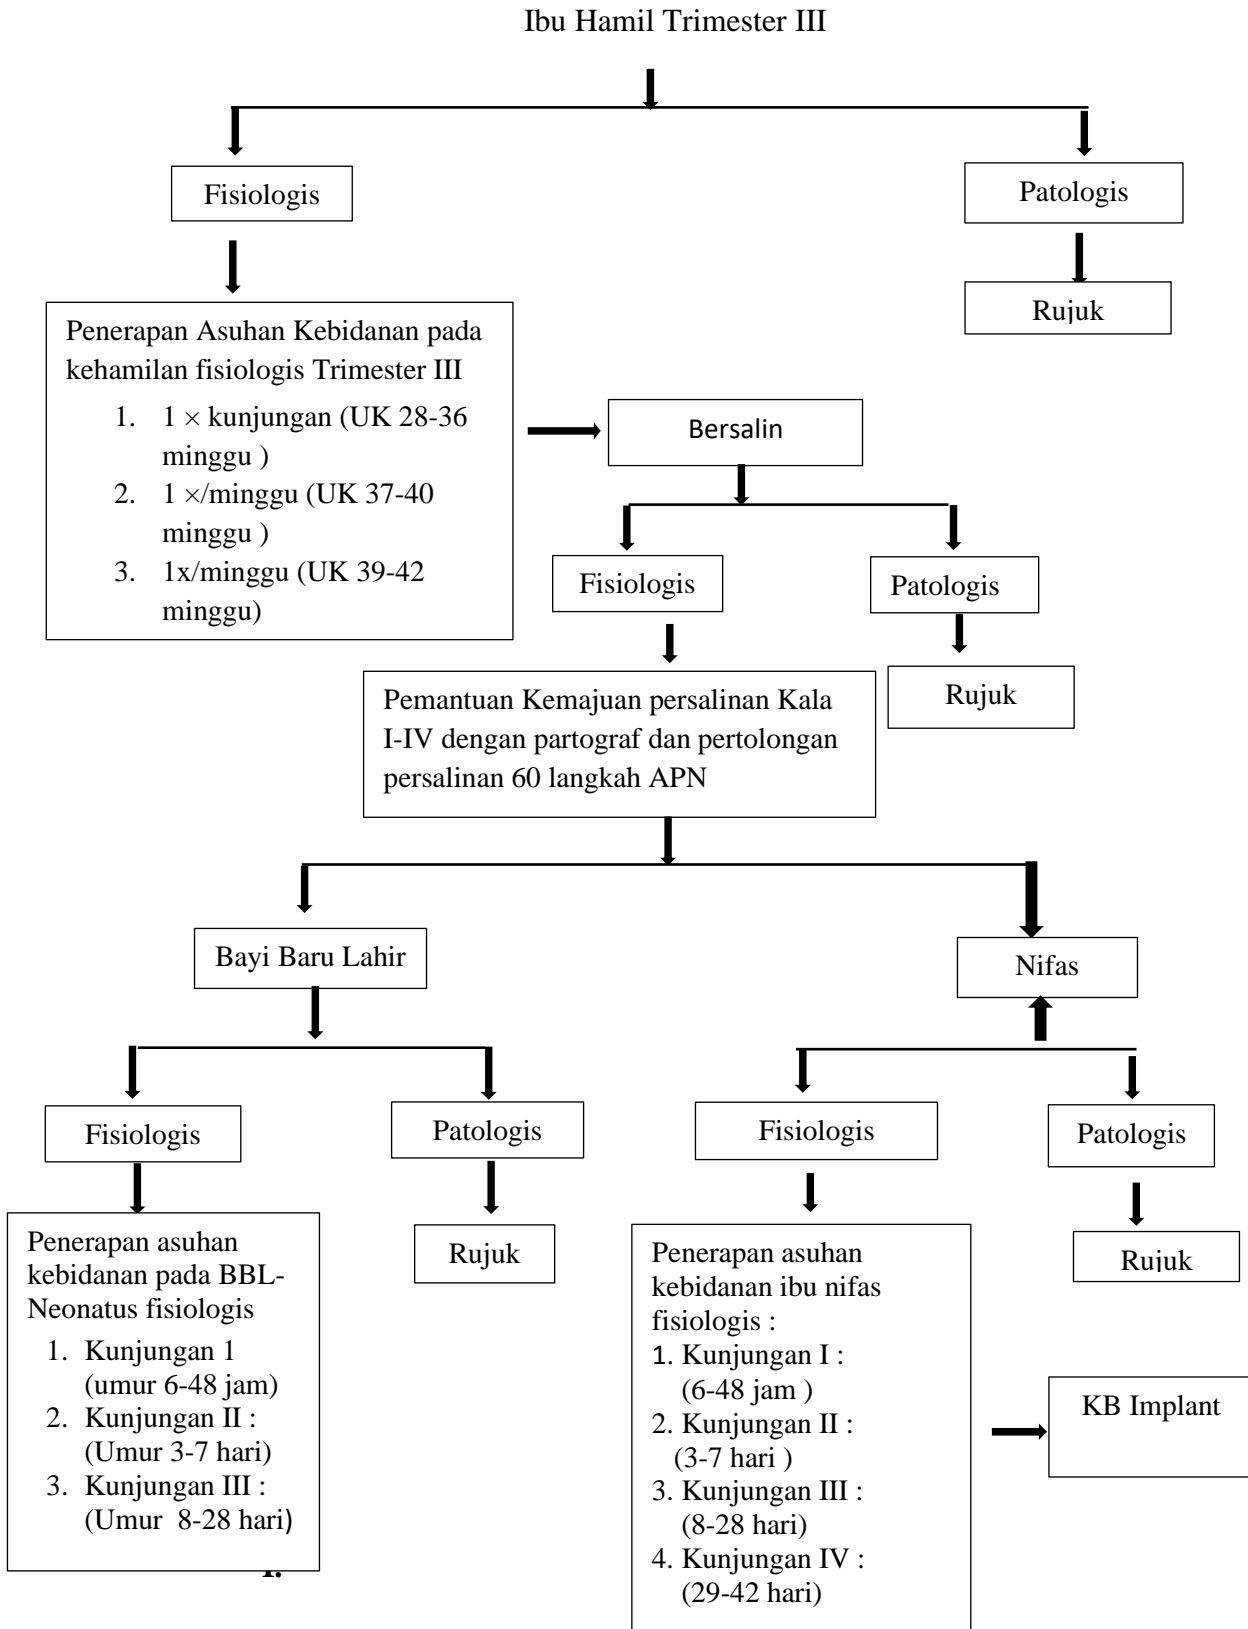 Ibu Hamil Trimester III
Fisiologis
Patologis
Rujuk
Penerapan Asuhan Kebidanan pada
kehamilan fisiologis Trimester III
1. 1 × kunjungan (UK 28-36
minggu )
2. 1 ×/minggu (UK 37-40
minggu )
3. 1x/minggu (UK 39-42
minggu)
Bersalin
Fisiologis
Patologis
Rujuk
Pemantuan Kemajuan persalinan Kala
I-IV dengan partograf dan pertolongan
persalinan 60 langkah APN
Bayi Baru Lahir
Nifas
Fisiologis
Patologis
Fisiologis
Patologis
Penerapan asuhan
kebidanan pada BBL-
Neonatus fisiologis
1. Kunjungan 1
(umur 6-48 jam)
2. Kunjungan II :
(Umur 3-7 hari)
3. Kunjungan III :
(Umur 8-28 hari)
Rujuk
Penerapan asuhan
kebidanan ibu nifas
fisiologis :
1. Kunjungan I :
(6-48 jam )
2. Kunjungan II :
(3-7 hari )
3. Kunjungan III :
(8-28 hari)
4. Kunjungan IV :
(29-42 hari)
Rujuk
KB Implant